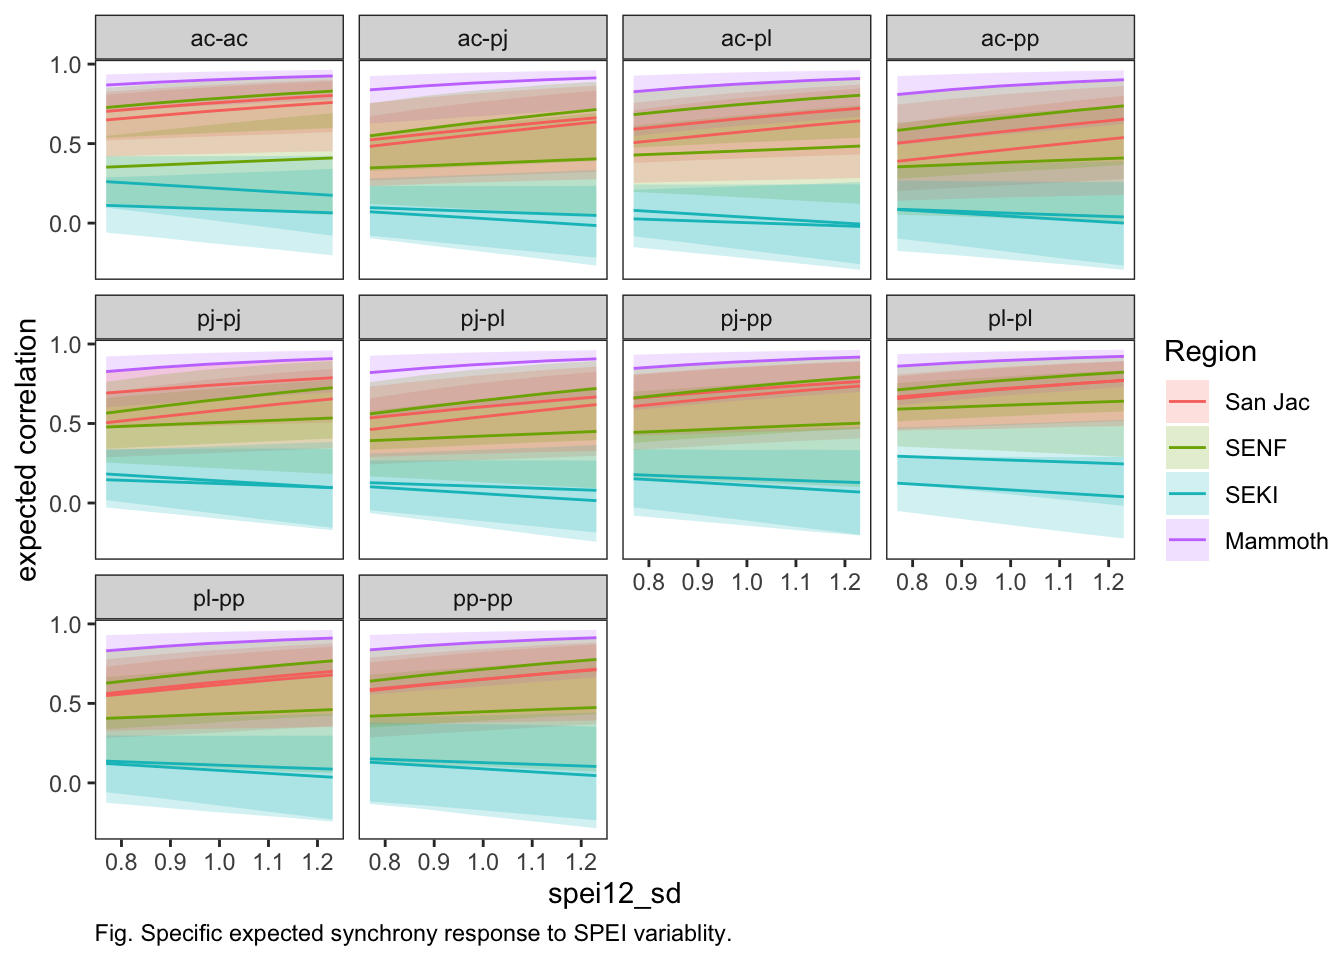 ac-ac ac-pj ac-pl ac-pp
1.0
0.5
0.0
pj-pj pj-pl pj-pp pl-pl
1.0
0.5
0.0
0.8 0.9 1.0 1.1 1.2 0.8 0.9 1.0 1.1 1.2
pl-pp pp-pp
1.0
0.5
0.0
0.8 0.9 1.0 1.1 1.2 0.8 0.9 1.0 1.1 1.2
expected correlation
spei12_sd
Region
San Jac
SENF
SEKI
Mammoth
Fig. Specific expected synchrony response to SPEI variablity.